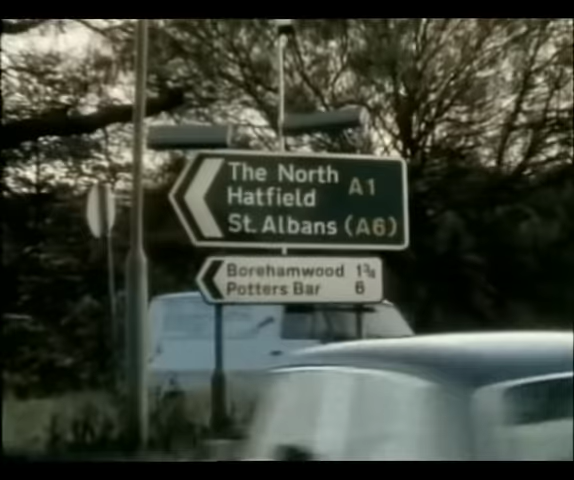 The North
Hatfield A1
St. Albans (A6)
Borehamwood 1¾
Potters Bar 6